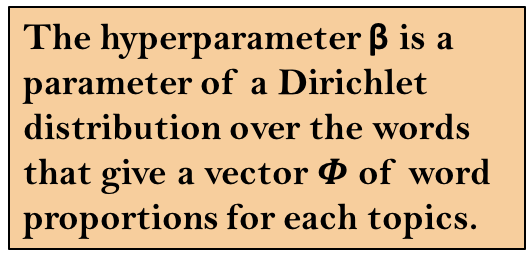 The hyperparameter β is a
parameter of a Dirichlet
distribution over the words
that give a vector Φ of word
proportions for each topics.